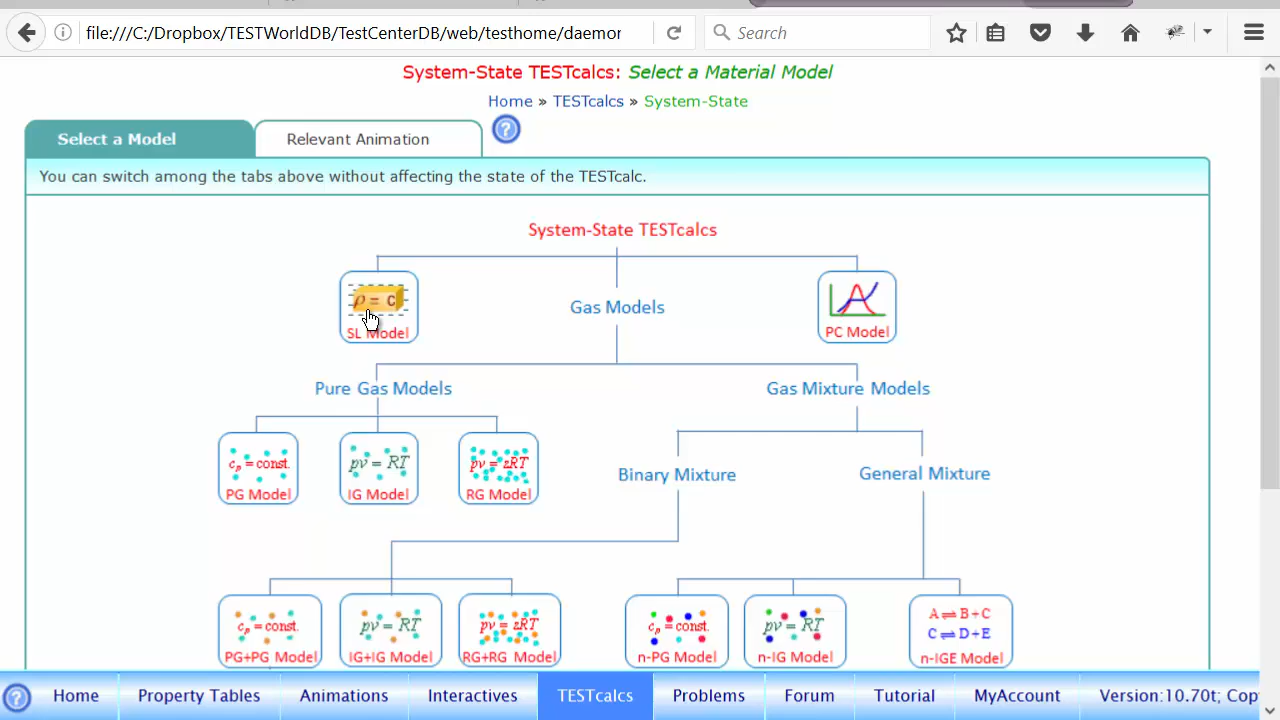 file:///C:/Dropbox/TESTWorldDB/TestCenterDB/web/testhome/daemor
Search
System-State TESTcalcs: Select a Material Model
Home » TESTcalcs » System-State
Select a Model
Relevant Animation
?
You can switch among the tabs above without affecting the state of the TESTcalc.
System-State TESTcalcs
ρ = c
SL Model
Gas Models
PC Model
Pure Gas Models
Gas Mixture Models
cp = const.
PG Model
pv = RT
IG Model
pv = zRT
RG Model
Binary Mixture
General Mixture
cp = const.
PG+PG Model
pv = RT
IG+IG Model
pv = zRT
RG+RG Model
cp = const.
n-PG Model
pv = RT
n-IG Model
A ⇌ B + C
C ⇌ D + E
n-IGE Model
?
Home
Property Tables
Animations
Interactives
TESTcalcs
Problems
Forum
Tutorial
MyAccount
Version:10.70t; Cop